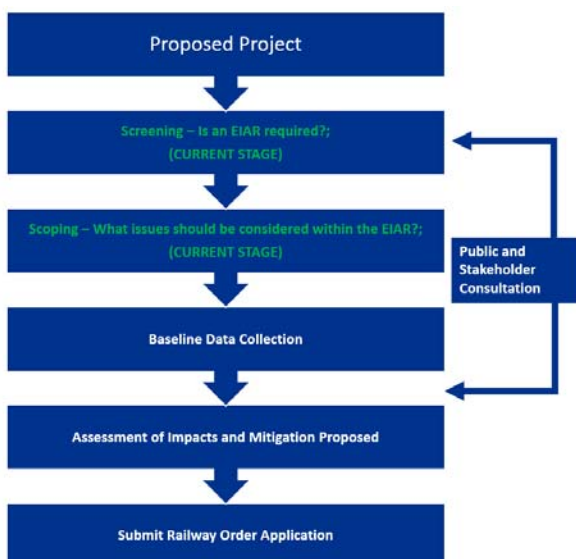 Proposed Project
Screening – Is an EIAR required?;
(CURRENT STAGE)
Scoping – What issues should be considered within the EIAR?;
(CURRENT STAGE)
Public and
Stakeholder
Consultation
Baseline Data Collection
Assessment of Impacts and Mitigation Proposed
Submit Railway Order Application